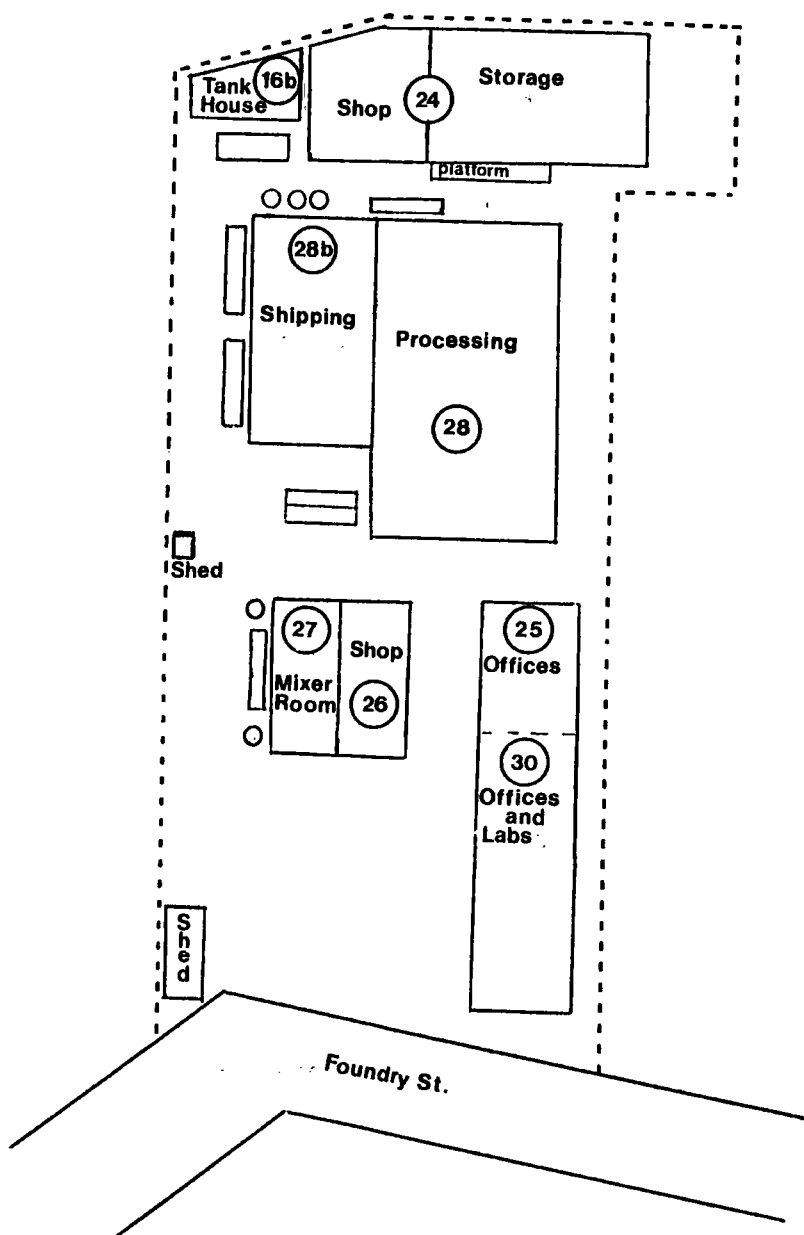 16b
Tank
House
Shop
24
Storage
platform
28b
Shipping
Processing
28
Shed
27
Mixer
Room
Shop
26
25
Offices
30
Offices
and
Labs
Shed
Foundry St.